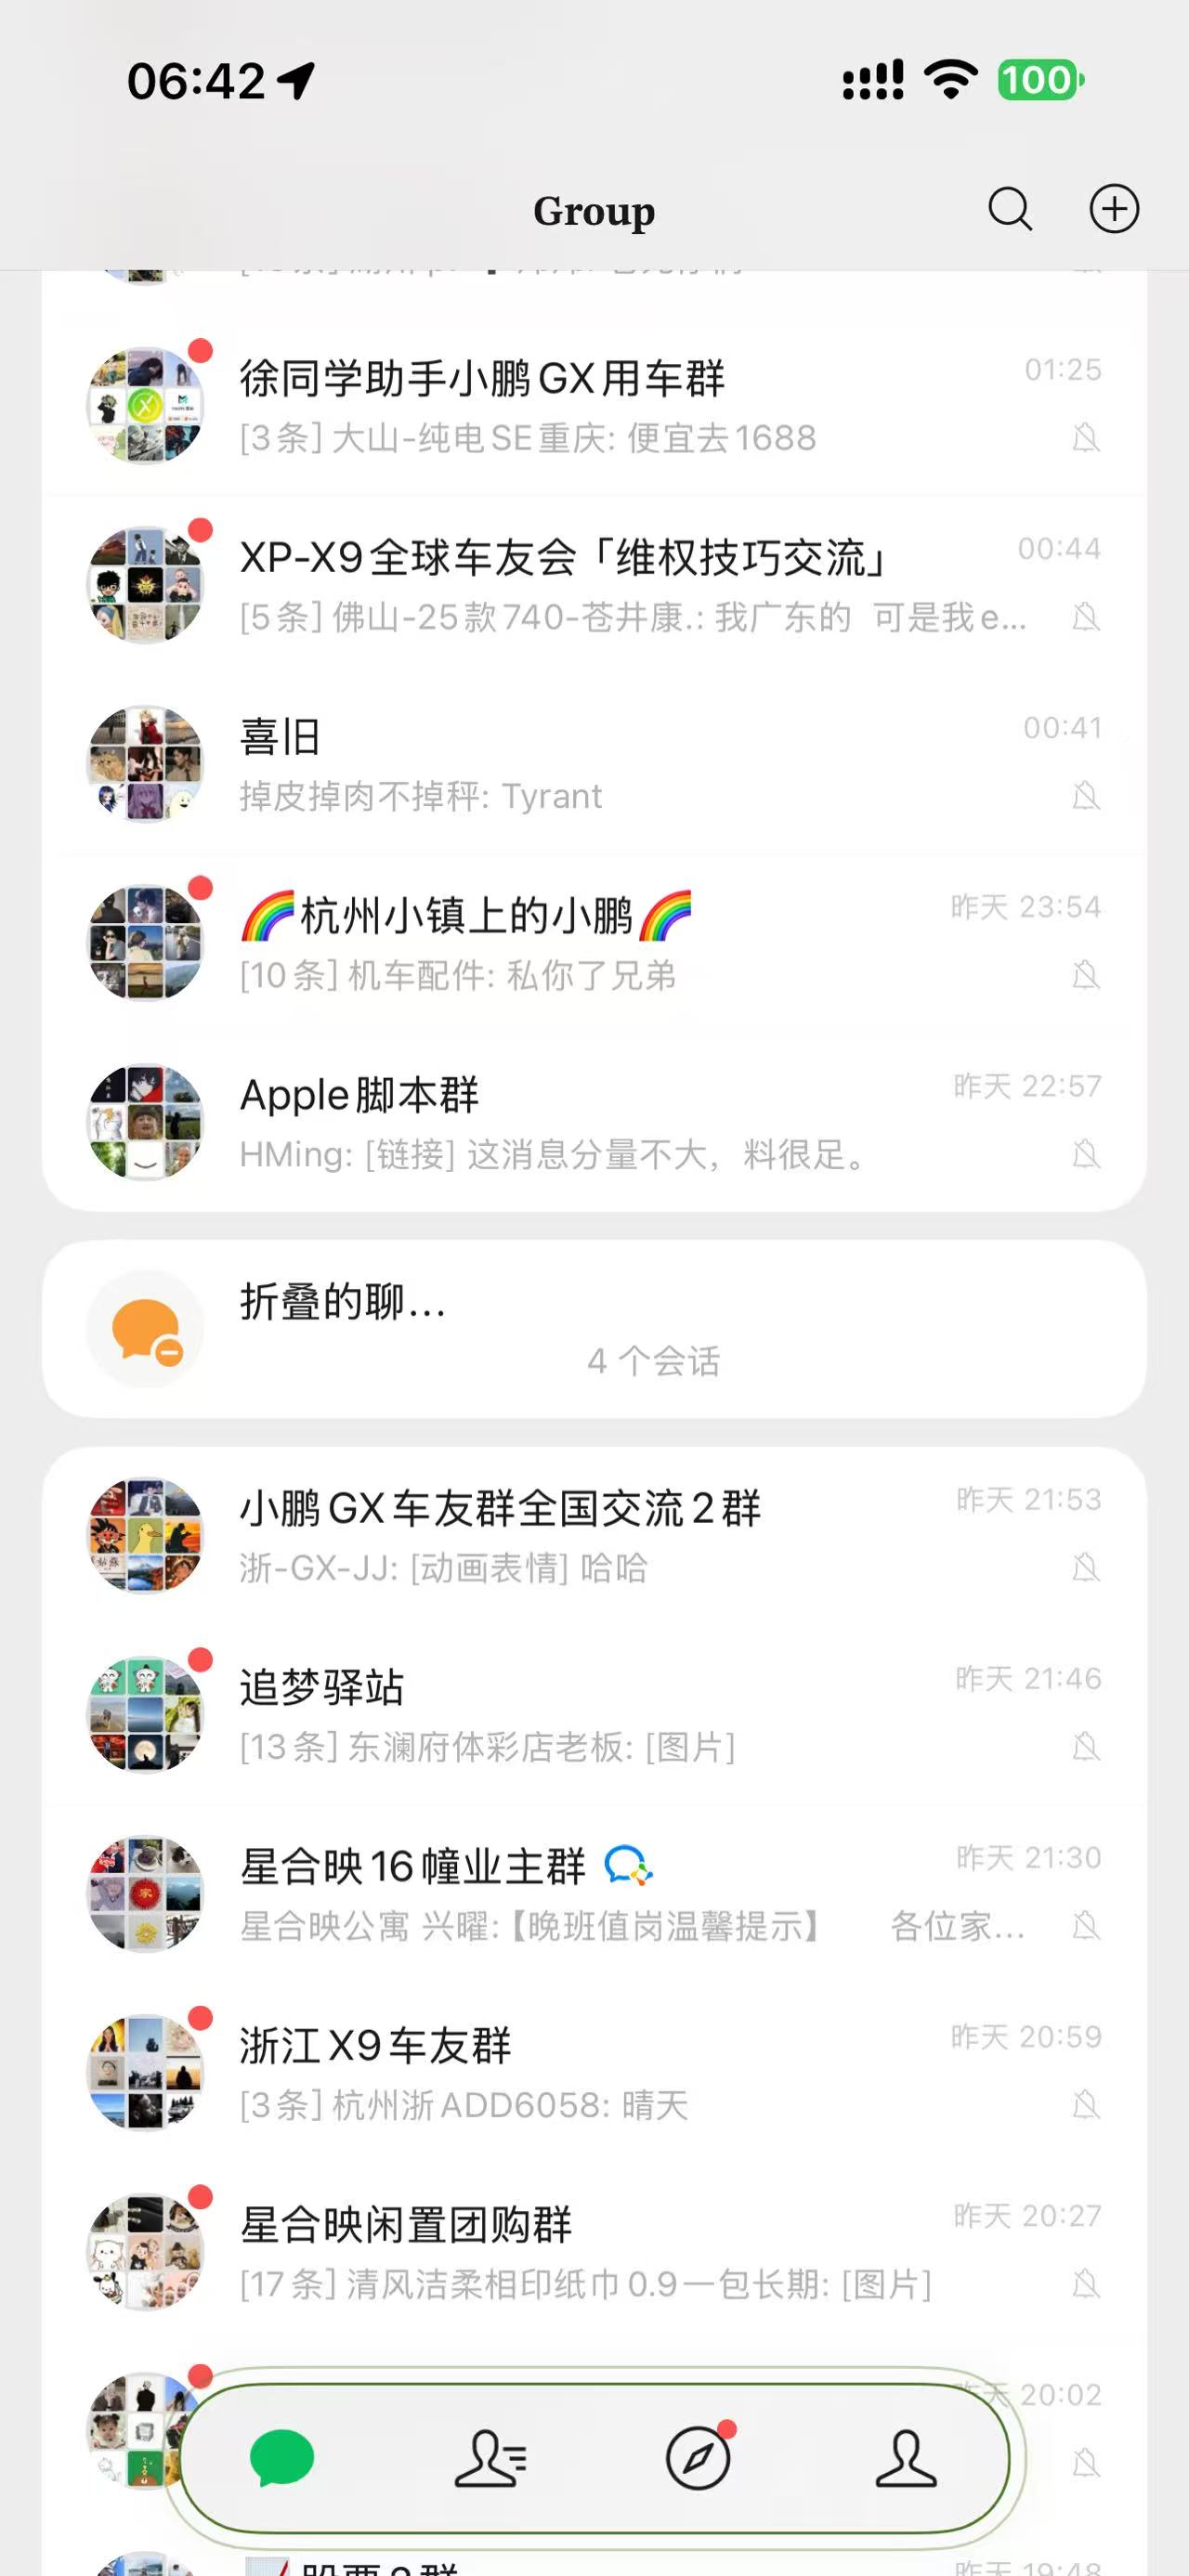 06:42
100
Group
徐同学助手小鹏GX用车群
01:25
[3条] 大山-纯电SE重庆: 便宜去1688
XP-X9全球车友会「维权技巧交流」
00:44
[5条] 佛山-25款740-苍井康.: 我广东的 可是我e...
喜旧
00:41
掉皮掉肉不掉秤: Tyrant
🌈杭州小镇上的小鹏🌈
昨天 23:54
[10条] 机车配件: 私你了兄弟
Apple脚本群
昨天 22:57
HMing: [链接] 这消息分量不大，料很足。
折叠的聊...
4 个会话
小鹏GX车友群全国交流2群
昨天 21:53
浙-GX-JJ: [动画表情] 哈哈
追梦驿站
昨天 21:46
[13条] 东澜府体彩店老板: [图片]
星合映16幢业主群
昨天 21:30
星合映公寓 兴曜:【晚班值岗温馨提示】 各位家...
浙江X9车友群
昨天 20:59
[3条] 杭州浙ADD6058: 晴天
星合映闲置团购群
昨天 20:27
[17条] 清风洁柔相印纸巾0.9一包长期: [图片]
昨天 20:02
股票2群
昨天 19:48